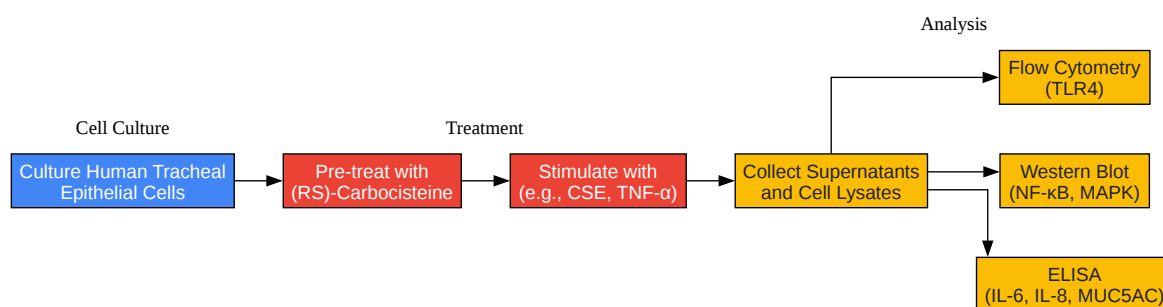 Analysis
Flow Cytometry
(TLR4)
Cell Culture
Treatment
Culture Human Tracheal
Epithelial Cells
Pre-treat with
(RS)-Carbocisteine
Stimulate with
(e.g., CSE, TNF-α)
Collect Supernatants
and Cell Lysates
Western Blot
(NF-κB, MAPK)
ELISA
(IL-6, IL-8, MUC5AC)